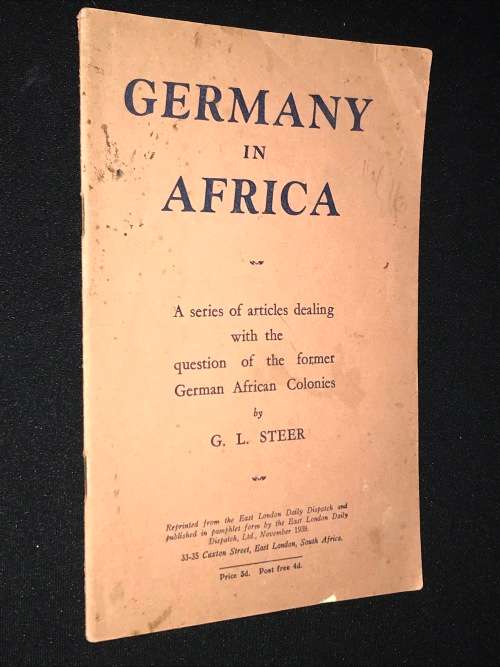 GERMANY
IN
AFRICA
A series of articles dealing
with the
question of the former
German African Colonies
by
G. L. STEER
Reprinted from the East London Daily Dispatch and
published in pamphlet form by the East London Daily
Dispatch, Ltd., November 1938.
33-35 Caxton Street, East London, South Africa.
Price 3d. Post free 4d.